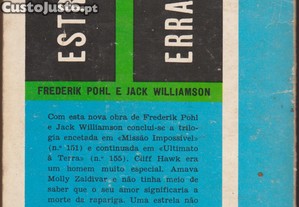 CustoJusto.pt
EST
ERRA
FREDERIK POHL E JACK WILLIAMSON
Com esta nova obra de Frederik Pohl
e Jack Williamson conclui-se a trilo-
gia encetada em «Missão Impossível»
(n.º 151) e continuada em «Ultimato
à Terra» (n.º 155). Cliff Hawk era
um homem muito especial. Amava
Molly Zaldivar e não tinha meio de
saber que o seu amor significaria a
morte da rapariga. Uma estrela não